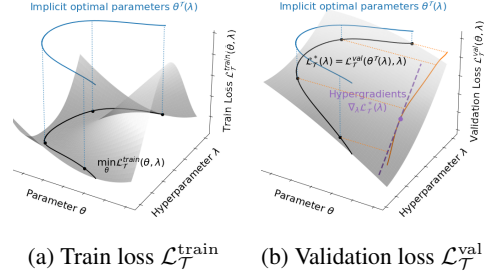 Implicit optimal parameters θ^𝒯(λ)
Train Loss ℒ_𝒯^train(θ, λ)
min_θ ℒ_𝒯^train(θ, λ)
Parameter θ
Hyperparameter λ
(a) Train loss ℒ_𝒯^train
Implicit optimal parameters θ^𝒯(λ)
ℒ_𝒯^*(λ) = ℒ_𝒯^val(θ^𝒯(λ), λ)
Hypergradients
∇_λ ℒ_𝒯^*(λ)
Validation Loss ℒ_𝒯^val(θ, λ)
Parameter θ
Hyperparameter λ
(b) Validation loss ℒ_𝒯^val